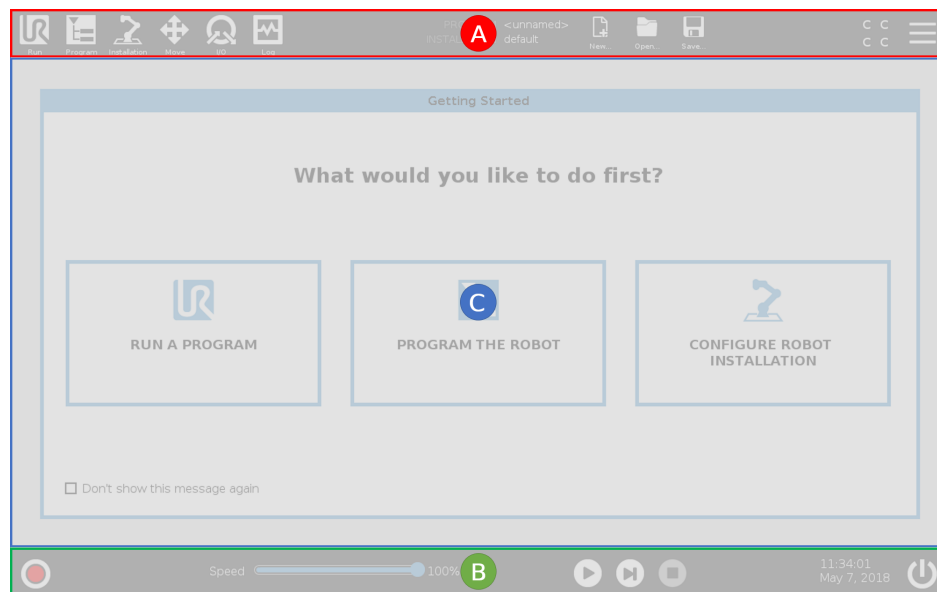 Run Program Installation Move I/O Log
<unnamed>
default
New... Open... Save...
A
C C
C C
Getting Started
What would you like to do first?
C
RUN A PROGRAM
PROGRAM THE ROBOT
CONFIGURE ROBOT
INSTALLATION
Don't show this message again
Speed 100%
B
11:34:01
May 7, 2018